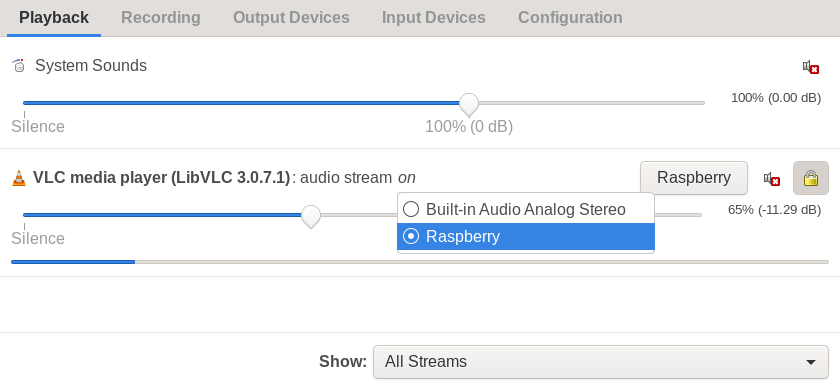 Playback Recording Output Devices Input Devices Configuration
System Sounds
100% (0.00 dB)
Silence 100% (0 dB)
VLC media player (LibVLC 3.0.7.1): audio stream on Raspberry
Built-in Audio Analog Stereo
65% (-11.29 dB)
Silence
Raspberry
Show: All Streams